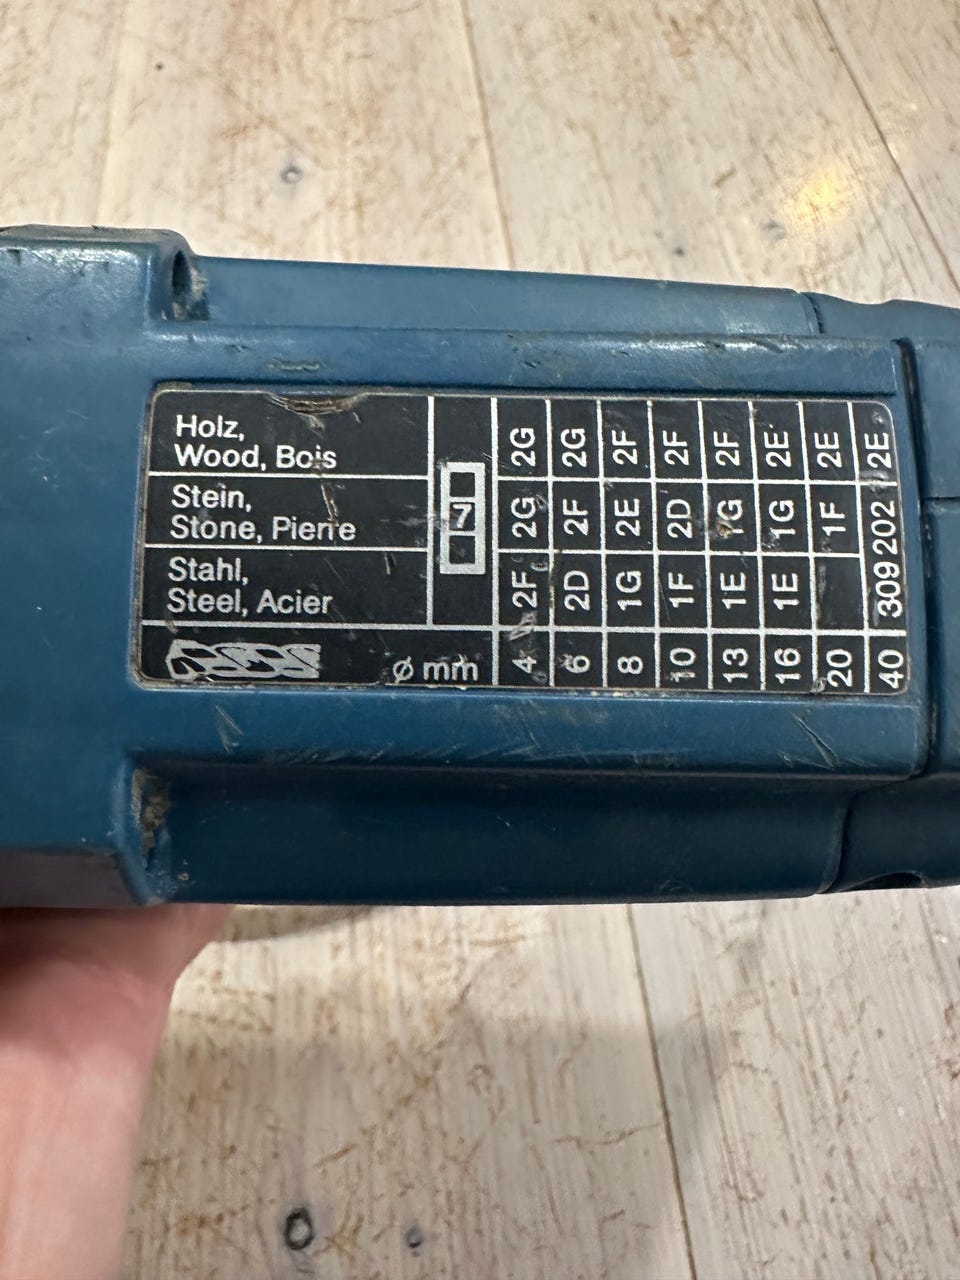 Holz,
Wood, Bois
2G 2G 2F 2F 2F 2E 2E 2E
Stein,
Stone, Pierre
7
2G 2F 2E 2D 1G 1G 1F
Stahl,
Steel, Acier
2F 2D 1G 1F 1E 1E
309202
ø mm
4 6 8 10 13 16 20 40